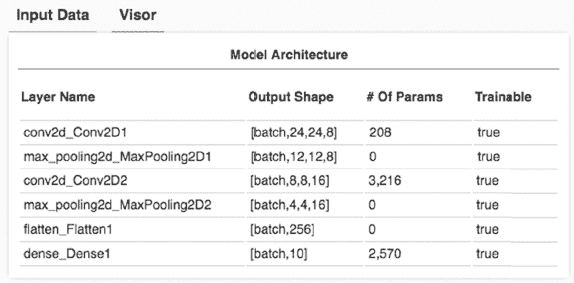 Input Data Visor
Model Architecture
Layer Name Output Shape # Of Params Trainable
conv2d_Conv2D1 [batch,24,24,8] 208 true
max_pooling2d_MaxPooling2D1 [batch,12,12,8] 0 true
conv2d_Conv2D2 [batch,8,8,16] 3,216 true
max_pooling2d_MaxPooling2D2 [batch,4,4,16] 0 true
flatten_Flatten1 [batch,256] 0 true
dense_Dense1 [batch,10] 2,570 true